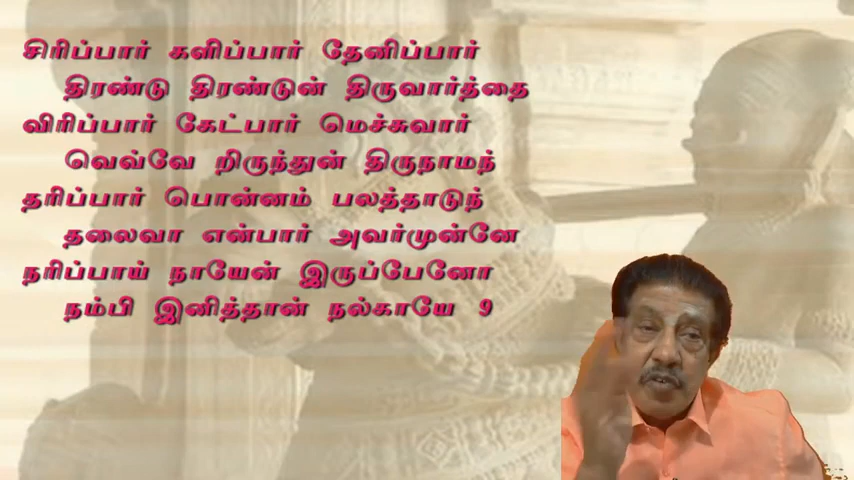 சிரிப்பார் களிப்பார் தேனிப்பார்
திரண்டு திரண்டுன் திருவார்த்தை
விரிப்பார் கேட்பார் மெச்சுவார்
வெவ்வே றிருந்துன் திருநாமந்
தரிப்பார் பொன்னம் பலத்தாடுந்
தலைவா என்பார் அவர்முன்னே
நரிப்பாய் நாயேன் இருப்பேனோ
நம்பி இனித்தான் நல்காயே 9